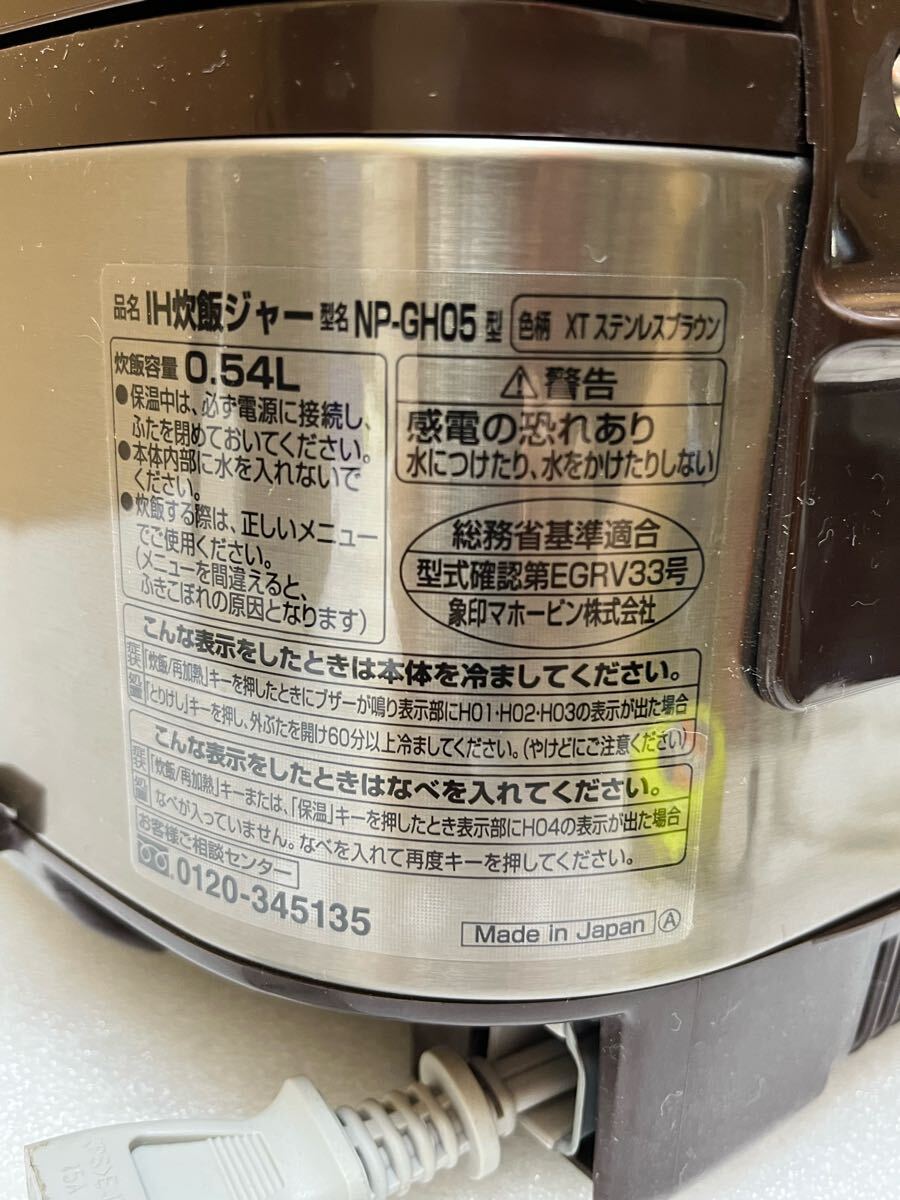 品名 IH炊飯ジャー 型名 NP-GH05 型 色柄 XT ステンレスブラウン
炊飯容量 0.54L
●保温中は、必ず電源に接続し、
ふたを閉めておいてください。
●本体内部に水を入れないで
ください。
●炊飯する際は、正しいメニュー
でご使用ください。
(メニューを間違えると、
ふきこぼれの原因となります)
⚠警告
感電の恐れあり
水につけたり、水をかけたりしない
総務省基準適合
型式確認第EGRV33号
象印マホービン株式会社
こんな表示をしたときは本体を冷ましてください。
症状 「炊飯/再加熱」キーを押したときにブザーが鳴り表示部にH01・H02・H03の表示が出た場合
処置 「とりけし」キーを押し、外ぶたを開け60分以上冷ましてください。(やけどにご注意ください)
こんな表示をしたときはなべを入れてください。
症状 「炊飯/再加熱」キーまたは、「保温」キーを押したとき表示部にH04の表示が出た場合
処置 なべが入っていません。なべを入れて再度キーを押してください。
お客様ご相談センター
0120-345135
Made in Japan Ⓐ
15A